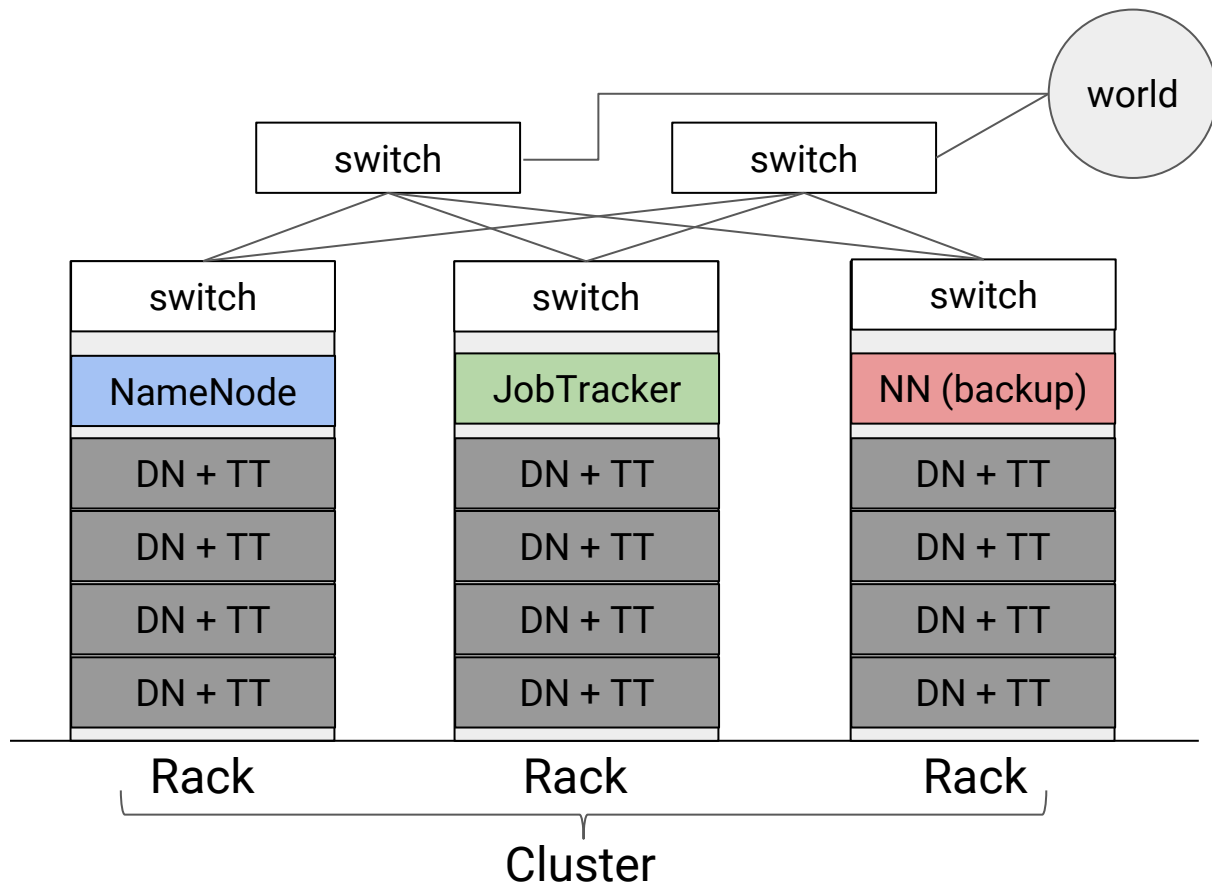 world
switch
switch
switch
switch
switch
NameNode
JobTracker
NN (backup)
DN + TT
DN + TT
DN + TT
DN + TT
DN + TT
DN + TT
DN + TT
DN + TT
DN + TT
DN + TT
DN + TT
DN + TT
Rack
Rack
Rack
Cluster